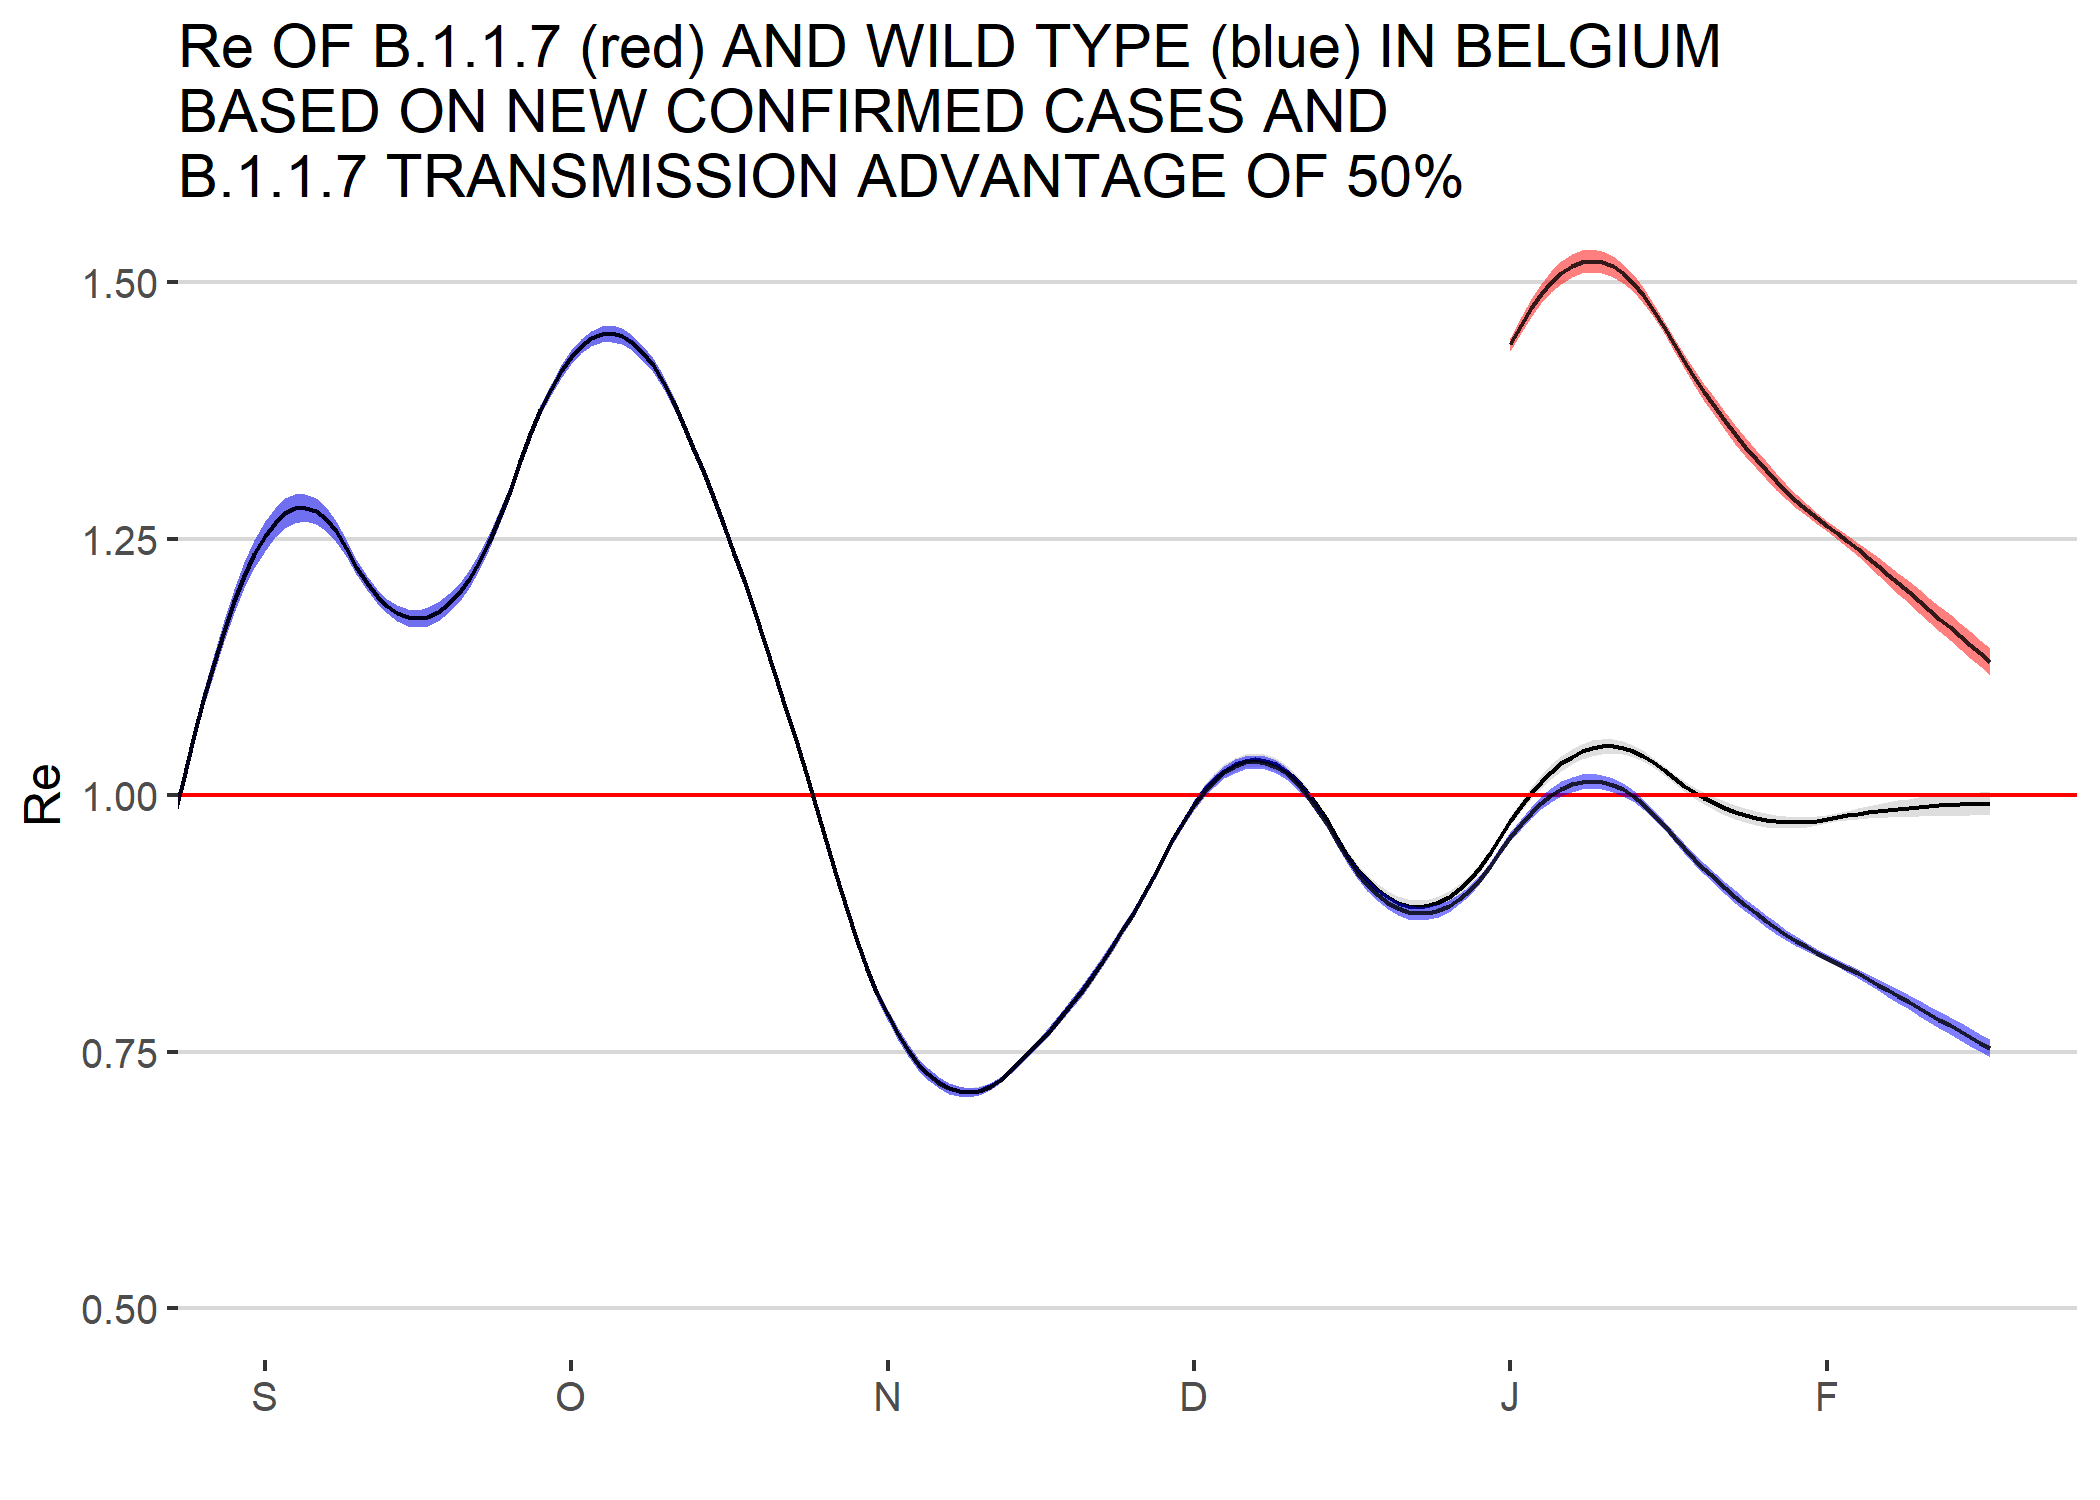 Re OF B.1.1.7 (red) AND WILD TYPE (blue) IN BELGIUM
BASED ON NEW CONFIRMED CASES AND
B.1.1.7 TRANSMISSION ADVANTAGE OF 50%
1.50
1.25
1.00
0.75
0.50
Re
S O N D J F